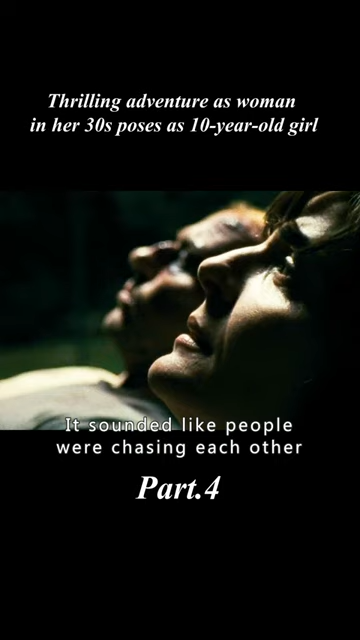 Thrilling adventure as woman
in her 30s poses as 10-year-old girl
It sounded like people
were chasing each other
Part.4